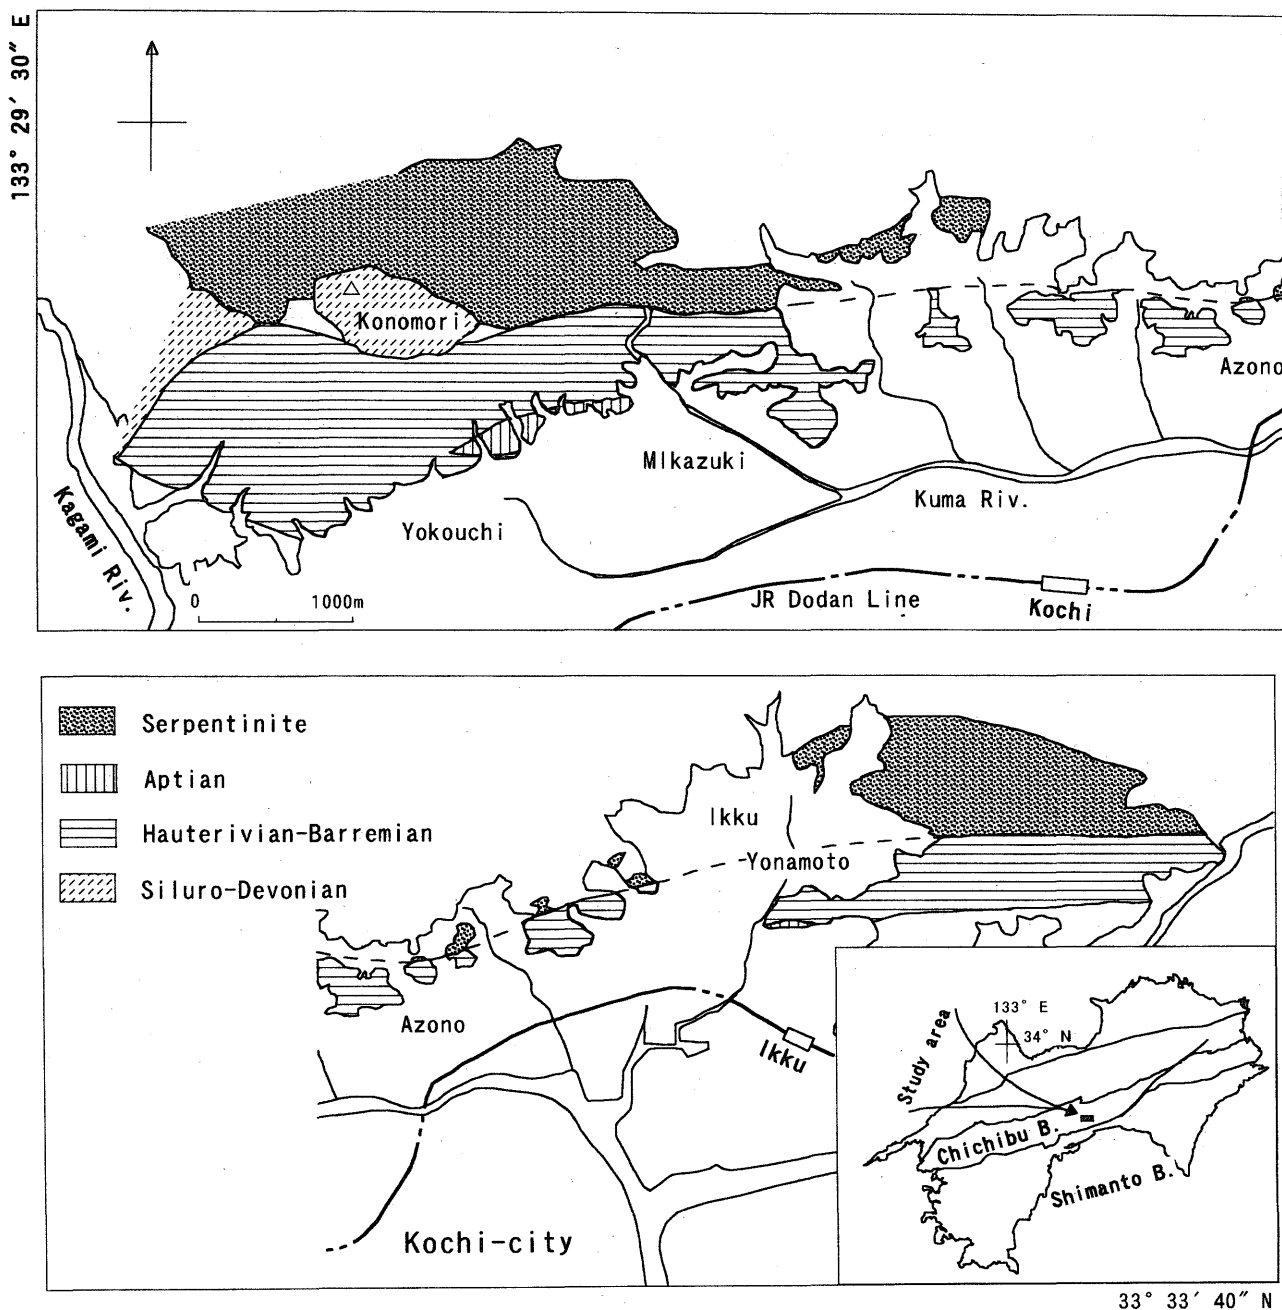 133° 29′ 30″ E
Konomori
Azono
MIkazuki
Kuma Riv.
Yokouchi
Kagami Riv.
0 1000m
JR Dodan Line
Kochi
Serpentinite
Aptian
Hauterivian-Barremian
Siluro-Devonian
Ikku
Yonamoto
Azono
Ikku
Kochi-city
133° E
34° N
Study area
Chichibu B.
Shimanto B.
33° 33′ 40″ N